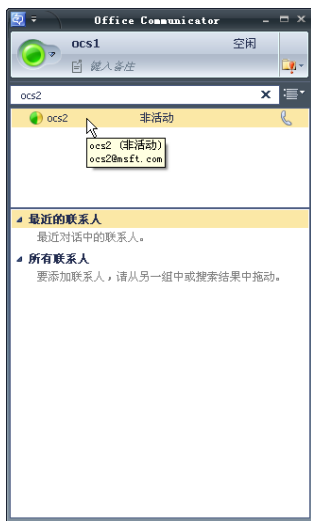 Office Communicator
ocs1 空闲
键入备注
ocs2
ocs2 非活动
ocs2 (非活动)
ocs2@msft.com
最近的联系人
最近对话中的联系人。
所有联系人
要添加联系人，请从另一组中或搜索结果中拖动。